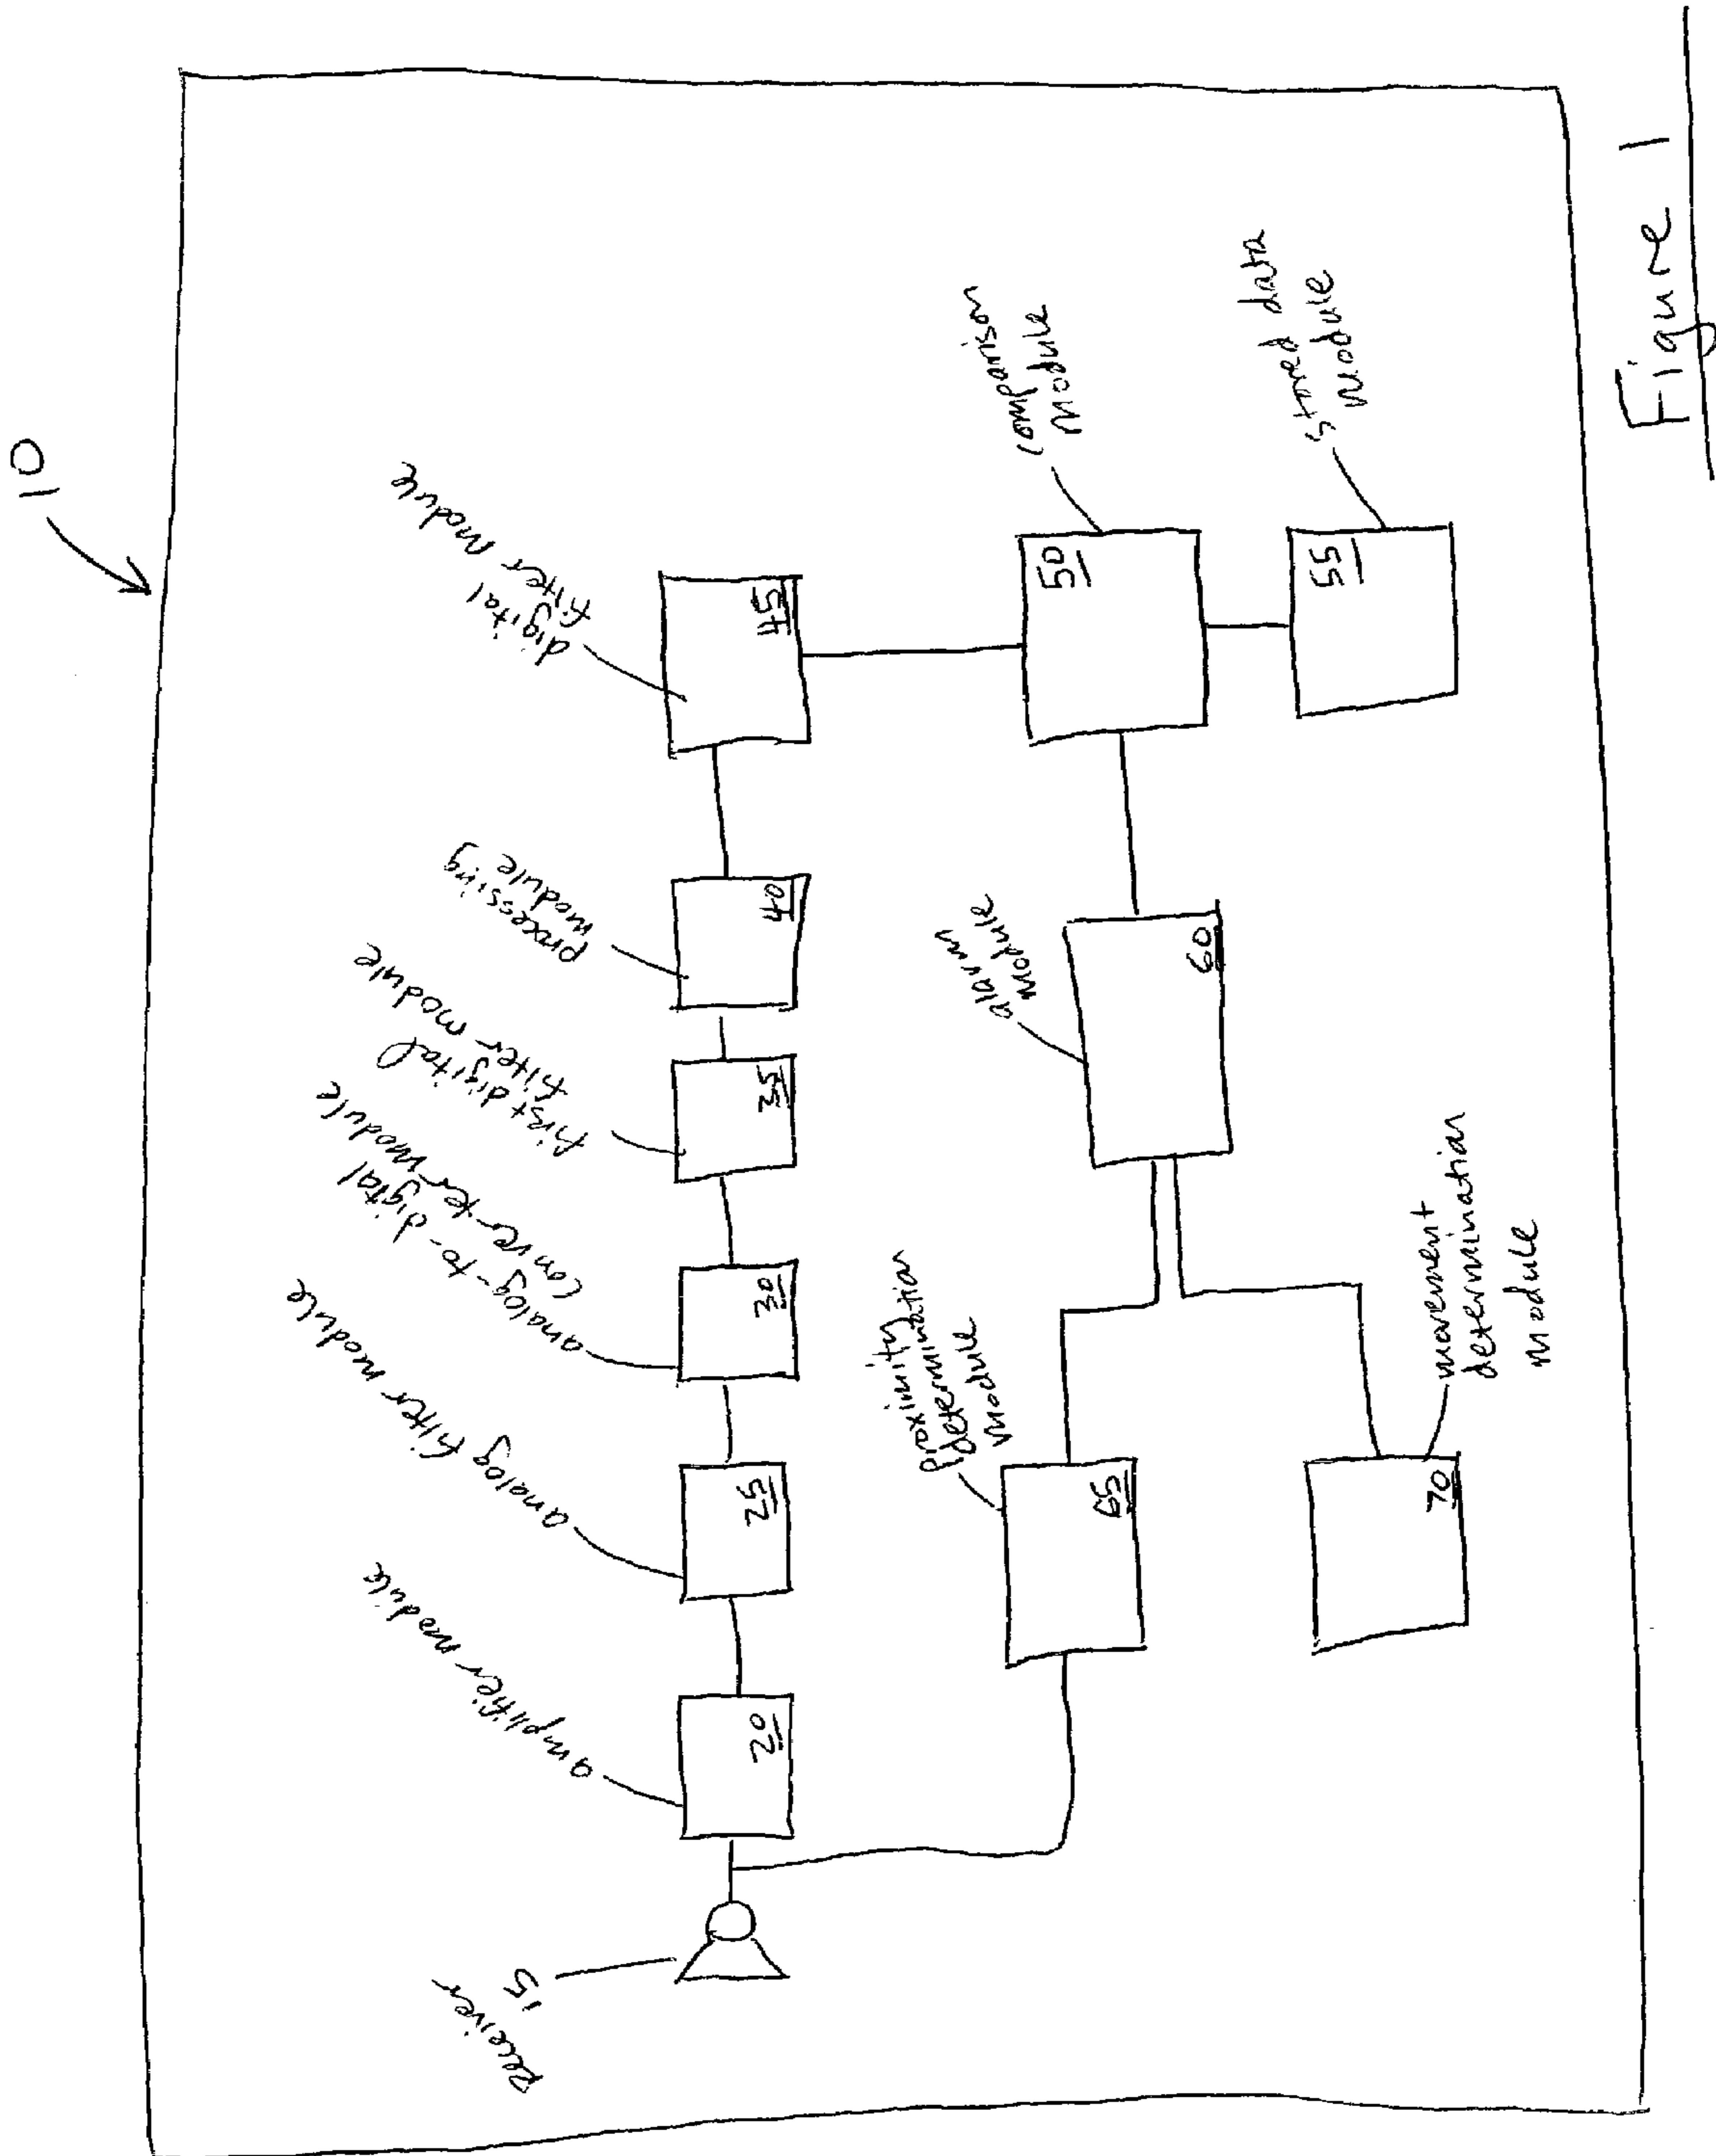 10
receiver
15
amplifier module
20
analog filter module
25
analog-to-digital
converter module
30
first digital
filter module
35
processing
module
40
digital
filter module
45
comparison
module
50
stored data
module
55
alarm
module
60
proximity
determination
module
65
movement
determination
module
70
Figure 1